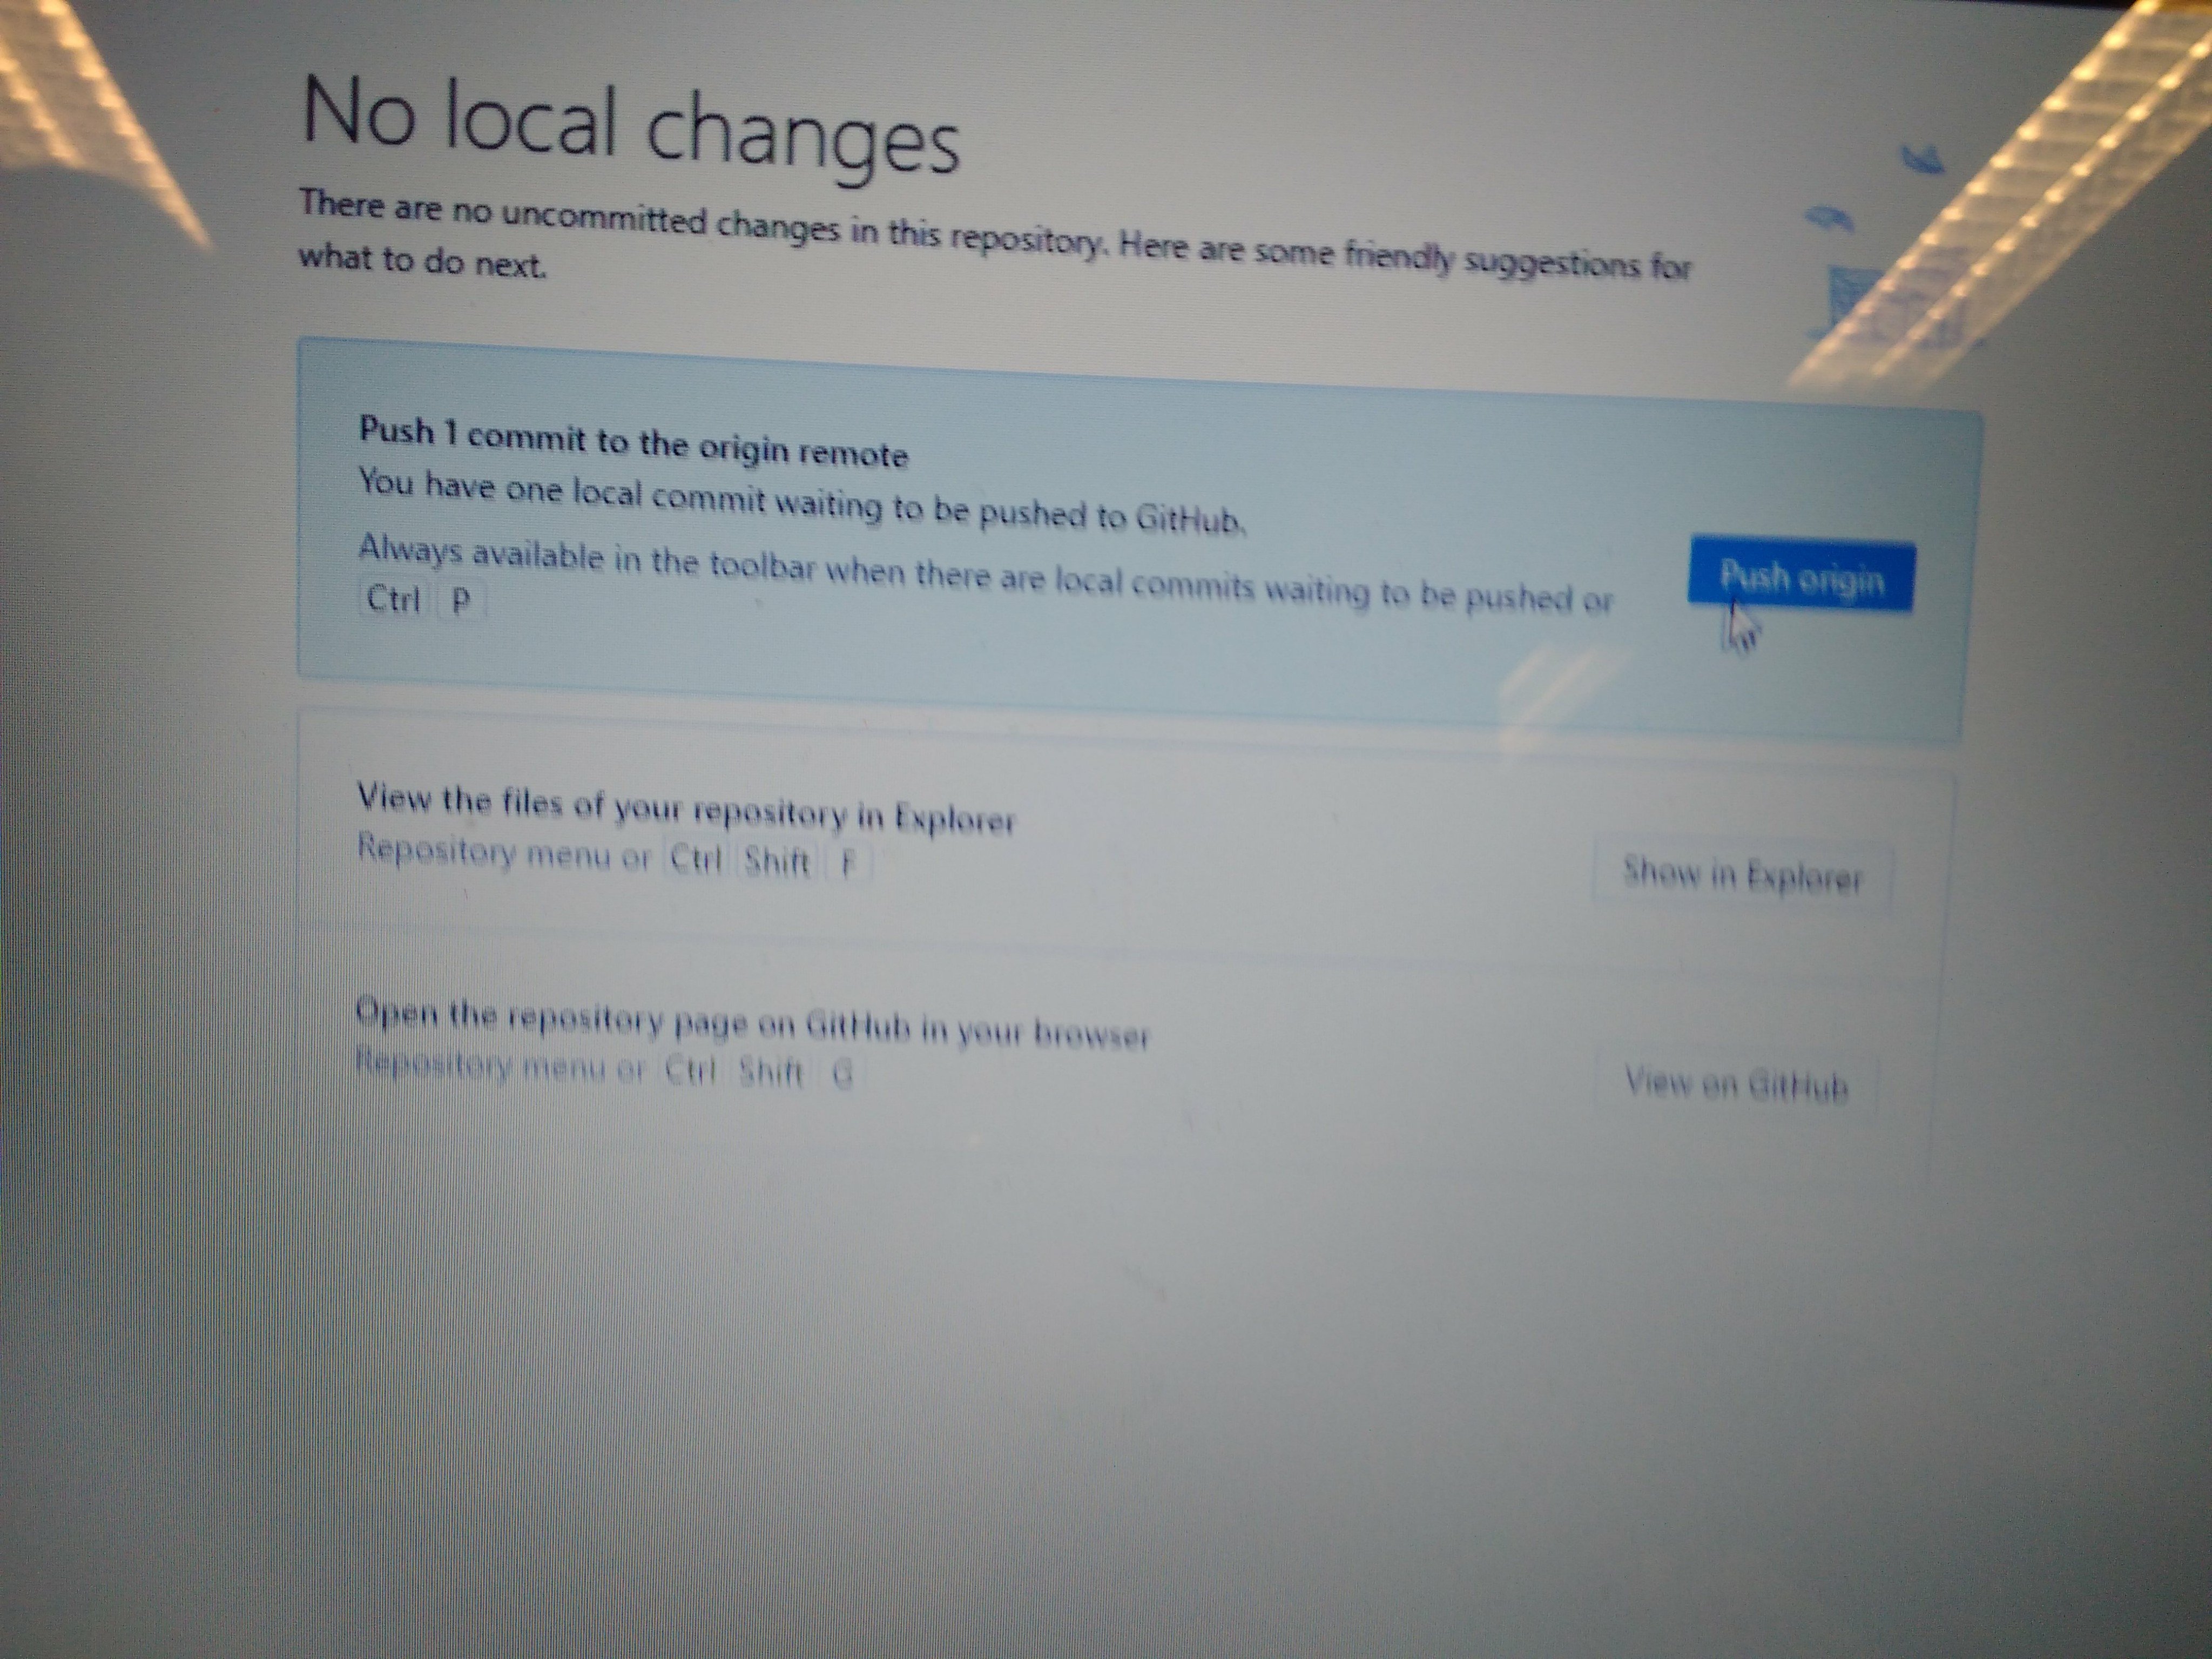 No local changes
There are no uncommitted changes in this repository. Here are some friendly suggestions for
what to do next.
Push 1 commit to the origin remote
You have one local commit waiting to be pushed to GitHub.
Always available in the toolbar when there are local commits waiting to be pushed or
Ctrl P
Push origin
View the files of your repository in Explorer
Repository menu or Ctrl Shift F
Show in Explorer
Open the repository page on GitHub in your browser
Repository menu or Ctrl Shift G
View on GitHub